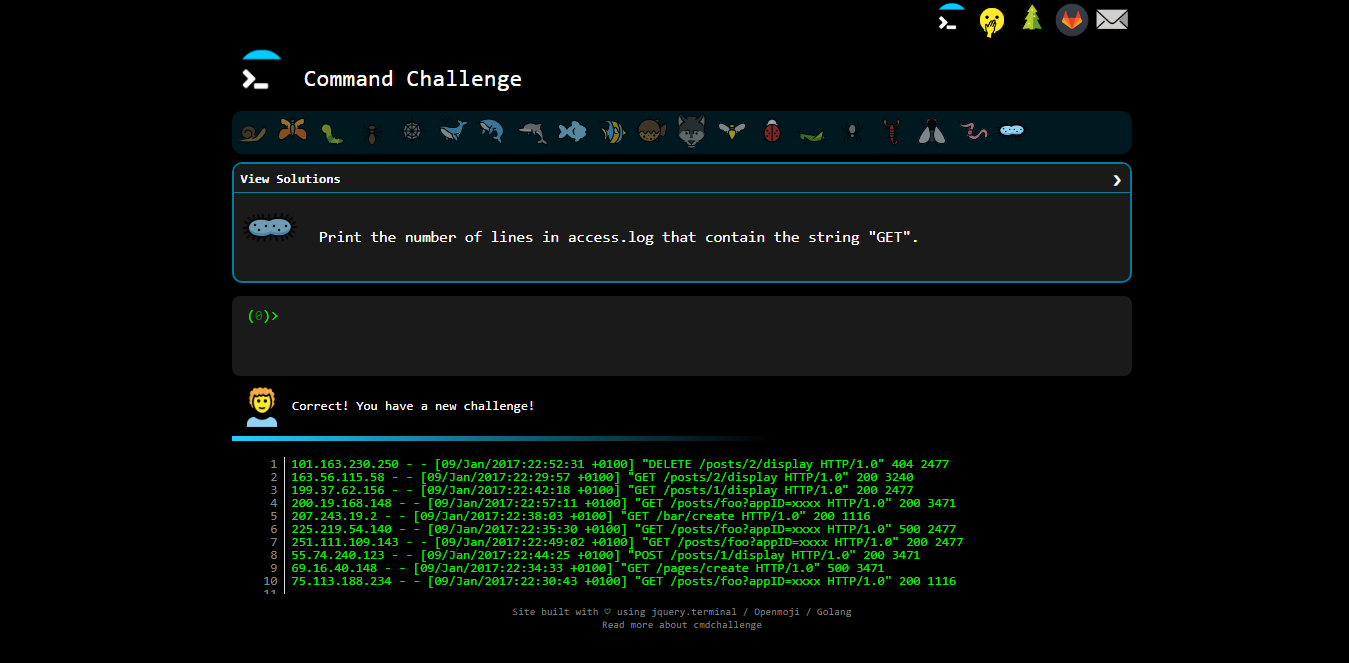 Command Challenge
View Solutions
Print the number of lines in access.log that contain the string "GET".
(0)>
Correct! You have a new challenge!
1 101.163.230.250 - - [09/Jan/2017:22:52:31 +0100] "DELETE /posts/2/display HTTP/1.0" 404 2477
2 163.56.115.58 - - [09/Jan/2017:22:29:57 +0100] "GET /posts/2/display HTTP/1.0" 200 3240
3 199.37.62.156 - - [09/Jan/2017:22:42:18 +0100] "GET /posts/1/display HTTP/1.0" 200 2477
4 200.19.168.148 - - [09/Jan/2017:22:57:11 +0100] "GET /posts/foo?appID=xxxx HTTP/1.0" 200 3471
5 207.243.19.2 - - [09/Jan/2017:22:38:03 +0100] "GET /bar/create HTTP/1.0" 200 1116
6 225.219.54.140 - - [09/Jan/2017:22:35:30 +0100] "GET /posts/foo?appID=xxxx HTTP/1.0" 500 2477
7 251.111.109.143 - - [09/Jan/2017:22:49:02 +0100] "GET /posts/foo?appID=xxxx HTTP/1.0" 200 2477
8 55.74.240.123 - - [09/Jan/2017:22:44:25 +0100] "POST /posts/1/display HTTP/1.0" 200 3471
9 69.16.40.148 - - [09/Jan/2017:22:34:33 +0100] "GET /pages/create HTTP/1.0" 500 3471
10 75.113.188.234 - - [09/Jan/2017:22:30:43 +0100] "GET /posts/foo?appID=xxxx HTTP/1.0" 200 1116
11
Site built with ♡ using jquery.terminal / Openmoji / Golang
Read more about cmdchallenge